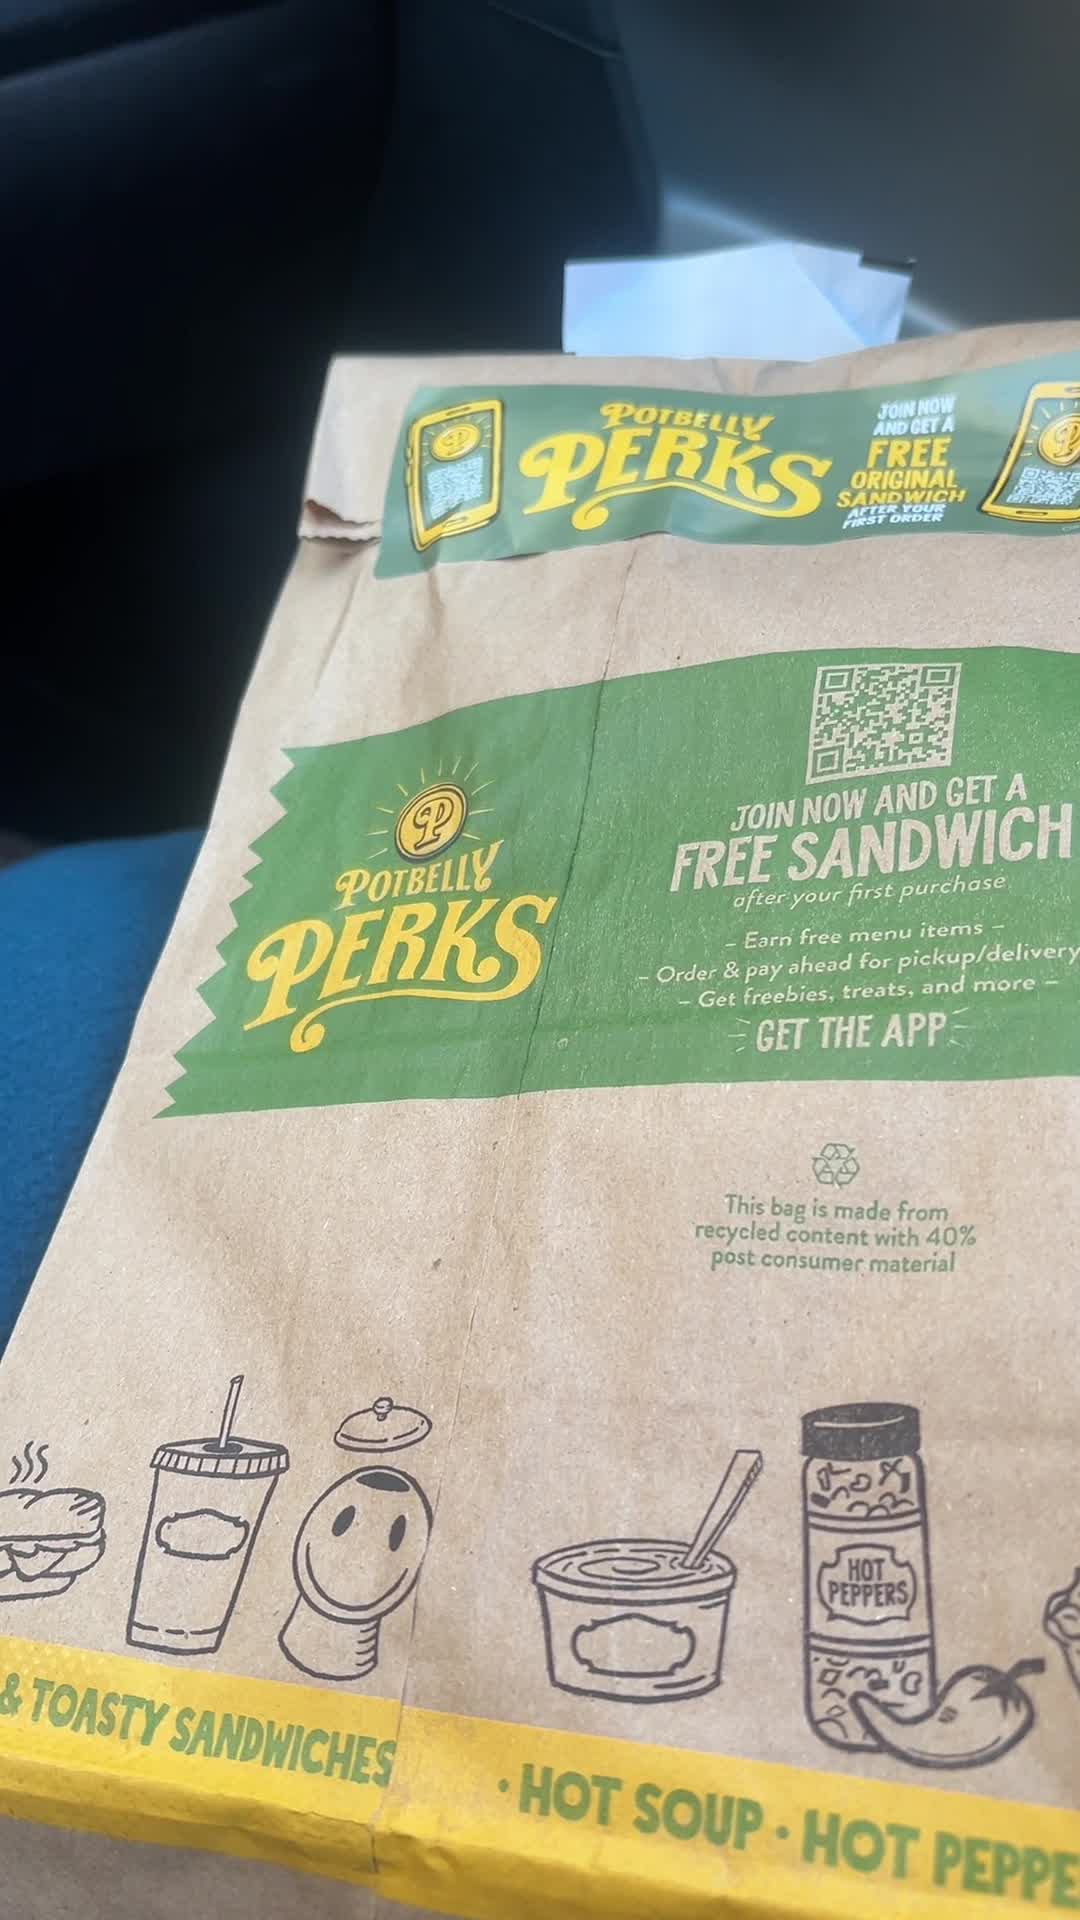 POTBELLY
PERKS
JOIN NOW
AND GET A
FREE
ORIGINAL
SANDWICH
AFTER YOUR
FIRST ORDER
P
POTBELLY
PERKS
JOIN NOW AND GET A
FREE SANDWICH
after your first purchase
- Earn free menu items -
- Order & pay ahead for pickup/delivery
- Get freebies, treats, and more -
GET THE APP
This bag is made from
recycled content with 40%
post consumer material
HOT
PEPPERS
& TOASTY SANDWICHES · HOT SOUP · HOT PEPPE